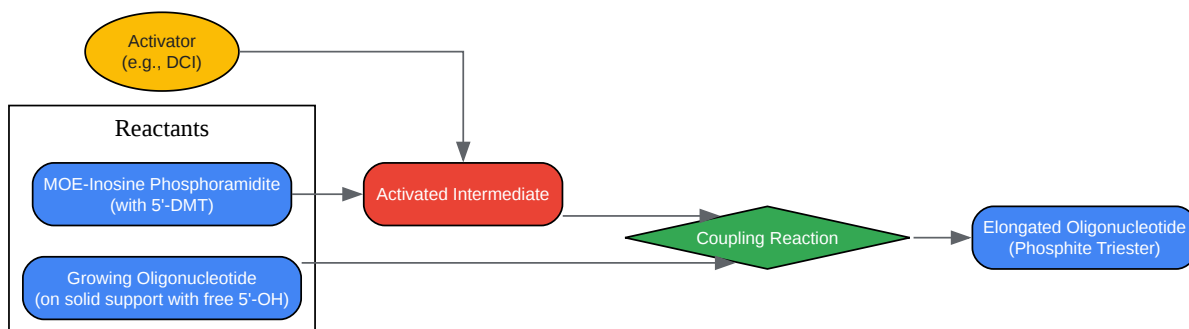 Activator
(e.g., DCI)
Reactants
MOE-Inosine Phosphoramidite
(with 5'-DMT)
Activated Intermediate
Growing Oligonucleotide
(on solid support with free 5'-OH)
Coupling Reaction
Elongated Oligonucleotide
(Phosphite Triester)